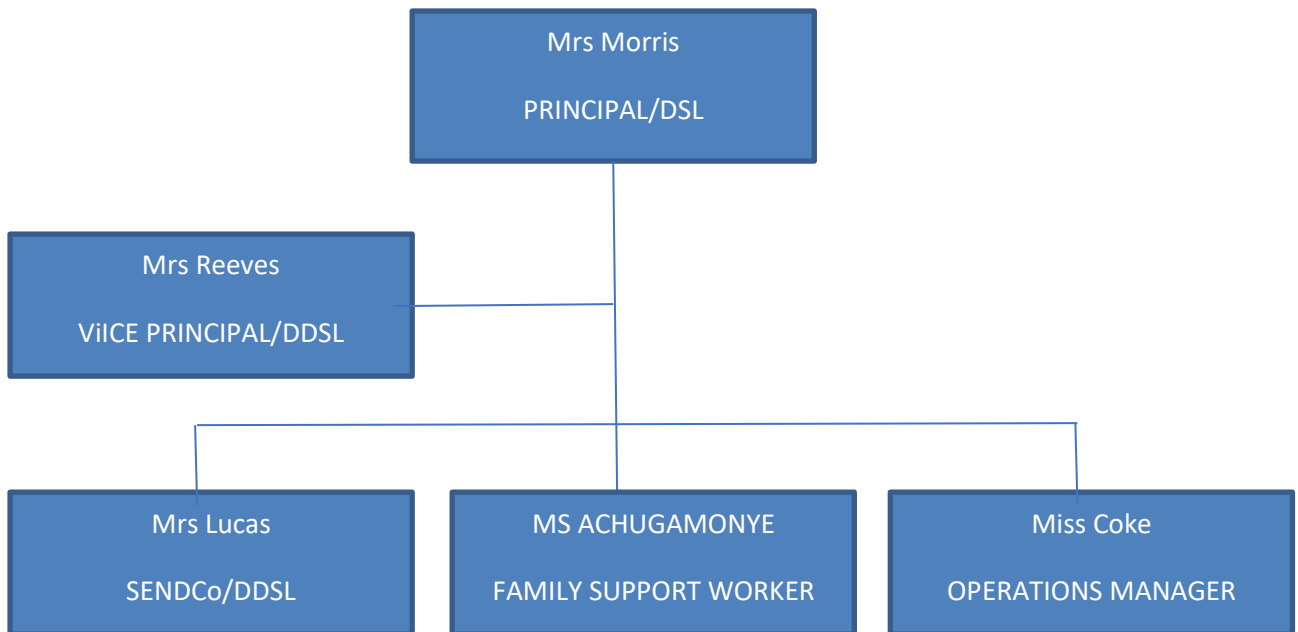 Mrs Morris
PRINCIPAL/DSL
Mrs Reeves
ViICE PRINCIPAL/DDSL
Mrs Lucas
SENDCo/DDSL
MS ACHUGAMONYE
FAMILY SUPPORT WORKER
Miss Coke
OPERATIONS MANAGER